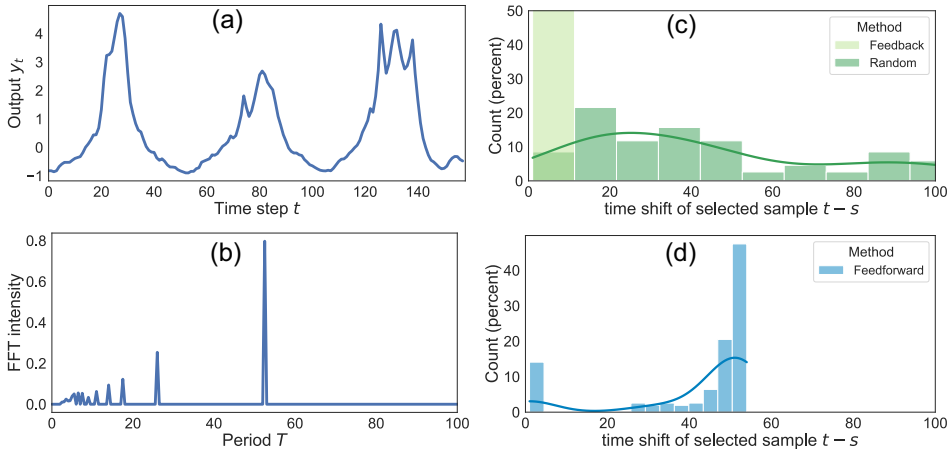 (a)
Output y_t
4
3
2
1
0
−1
0 20 40 60 80 100 120 140
Time step t
(b)
FFT intensity
0.8
0.6
0.4
0.2
0.0
0 20 40 60 80 100
Period T
(c)
Count (percent)
50
40
30
20
10
0
Method
Feedback
Random
0 20 40 60 80 100
time shift of selected sample t − s
(d)
Count (percent)
40
30
20
10
0
Method
Feedforward
0 20 40 60 80 100
time shift of selected sample t − s